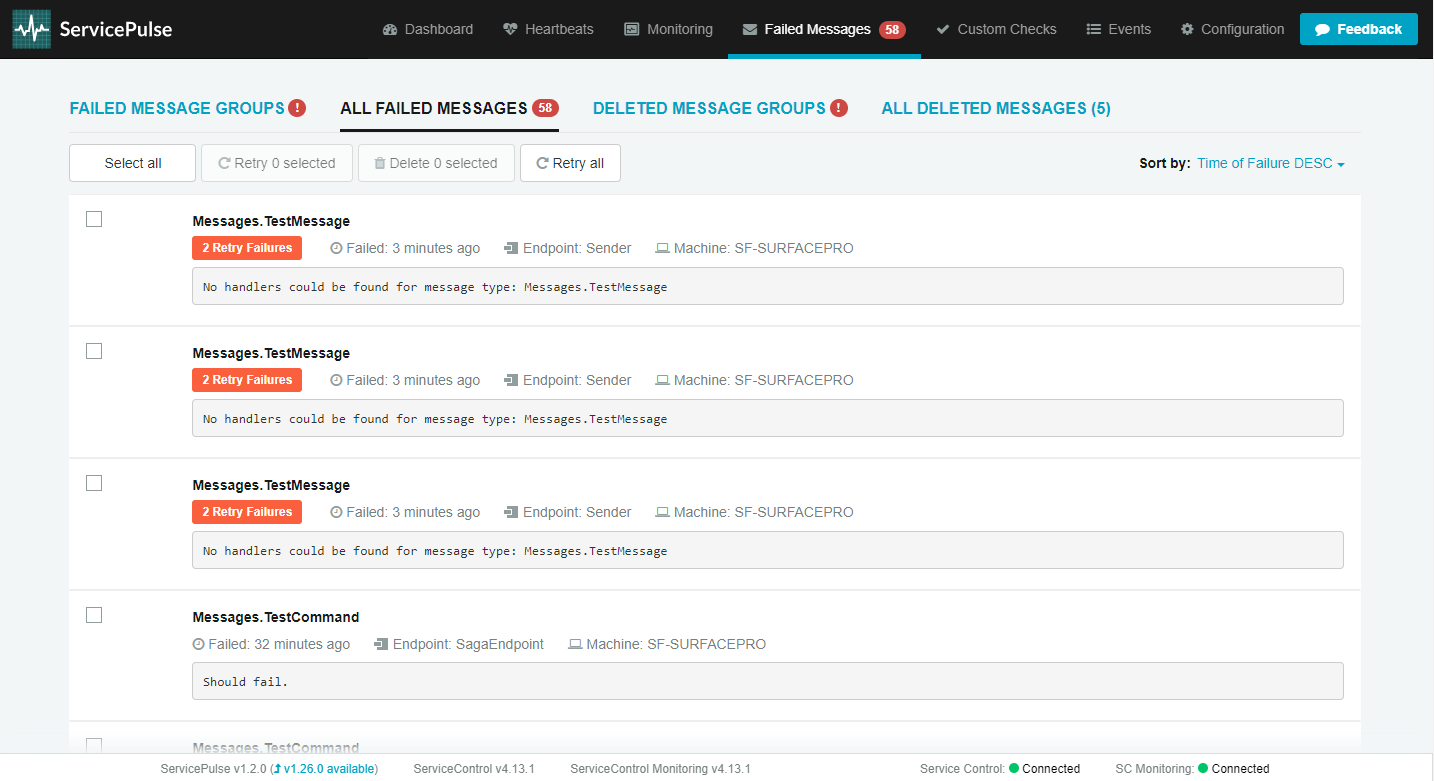 ServicePulse
Dashboard Heartbeats Monitoring Failed Messages 58 Custom Checks Events Configuration Feedback
FAILED MESSAGE GROUPS ! ALL FAILED MESSAGES 58 DELETED MESSAGE GROUPS ! ALL DELETED MESSAGES (5)
Select all Retry 0 selected Delete 0 selected Retry all Sort by: Time of Failure DESC
Messages.TestMessage
2 Retry Failures Failed: 3 minutes ago Endpoint: Sender Machine: SF-SURFACEPRO
No handlers could be found for message type: Messages.TestMessage
Messages.TestMessage
2 Retry Failures Failed: 3 minutes ago Endpoint: Sender Machine: SF-SURFACEPRO
No handlers could be found for message type: Messages.TestMessage
Messages.TestMessage
2 Retry Failures Failed: 3 minutes ago Endpoint: Sender Machine: SF-SURFACEPRO
No handlers could be found for message type: Messages.TestMessage
Messages.TestCommand
Failed: 32 minutes ago Endpoint: SagaEndpoint Machine: SF-SURFACEPRO
Should fail.
Messages.TestCommand
ServicePulse v1.2.0 (v1.26.0 available) ServiceControl v4.13.1 ServiceControl Monitoring v4.13.1 Service Control: Connected SC Monitoring: Connected